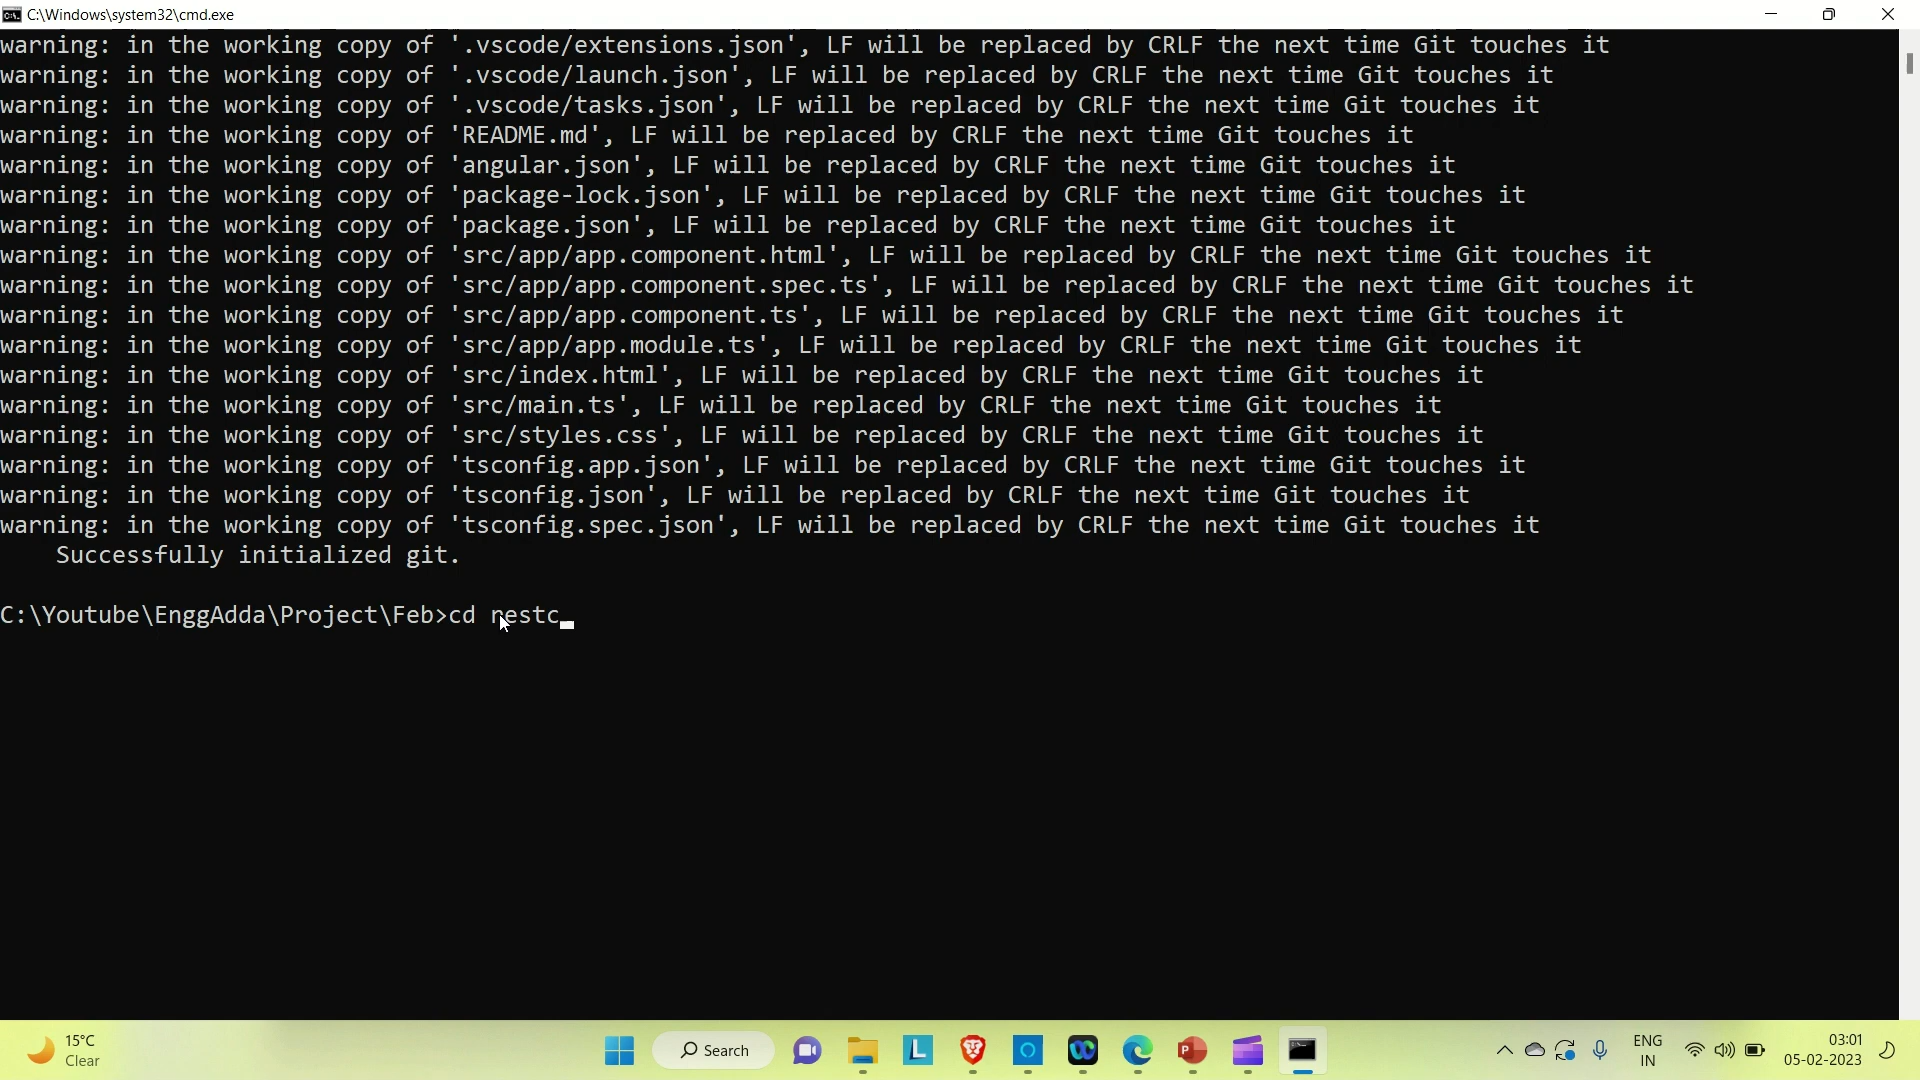 C:\Windows\system32\cmd.exe
warning: in the working copy of '.vscode/extensions.json', LF will be replaced by CRLF the next time Git touches it
warning: in the working copy of '.vscode/launch.json', LF will be replaced by CRLF the next time Git touches it
warning: in the working copy of '.vscode/tasks.json', LF will be replaced by CRLF the next time Git touches it
warning: in the working copy of 'README.md', LF will be replaced by CRLF the next time Git touches it
warning: in the working copy of 'angular.json', LF will be replaced by CRLF the next time Git touches it
warning: in the working copy of 'package-lock.json', LF will be replaced by CRLF the next time Git touches it
warning: in the working copy of 'package.json', LF will be replaced by CRLF the next time Git touches it
warning: in the working copy of 'src/app/app.component.html', LF will be replaced by CRLF the next time Git touches it
warning: in the working copy of 'src/app/app.component.spec.ts', LF will be replaced by CRLF the next time Git touches it
warning: in the working copy of 'src/app/app.component.ts', LF will be replaced by CRLF the next time Git touches it
warning: in the working copy of 'src/app/app.module.ts', LF will be replaced by CRLF the next time Git touches it
warning: in the working copy of 'src/index.html', LF will be replaced by CRLF the next time Git touches it
warning: in the working copy of 'src/main.ts', LF will be replaced by CRLF the next time Git touches it
warning: in the working copy of 'src/styles.css', LF will be replaced by CRLF the next time Git touches it
warning: in the working copy of 'tsconfig.app.json', LF will be replaced by CRLF the next time Git touches it
warning: in the working copy of 'tsconfig.json', LF will be replaced by CRLF the next time Git touches it
warning: in the working copy of 'tsconfig.spec.json', LF will be replaced by CRLF the next time Git touches it
Successfully initialized git.
C:\Youtube\EnggAdda\Project\Feb>cd restc
15°C
Clear
Search
ENG
IN
03:01
05-02-2023